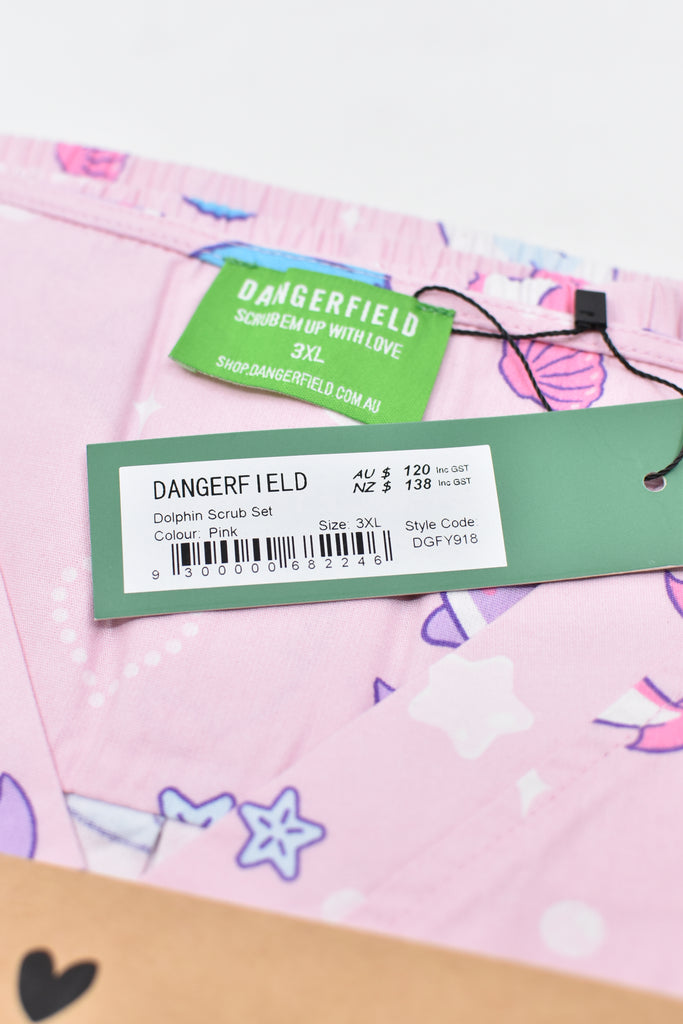 DANGERFIELD
SCRUB EM UP WITH LOVE
3XL
SHOP.DANGERFIELD.COM.AU
DANGERFIELD
AU $ 120 Inc GST
NZ $ 138 Inc GST
Dolphin Scrub Set
Colour: Pink
Size: 3XL
Style Code:
DGFY918
9 300000 682246